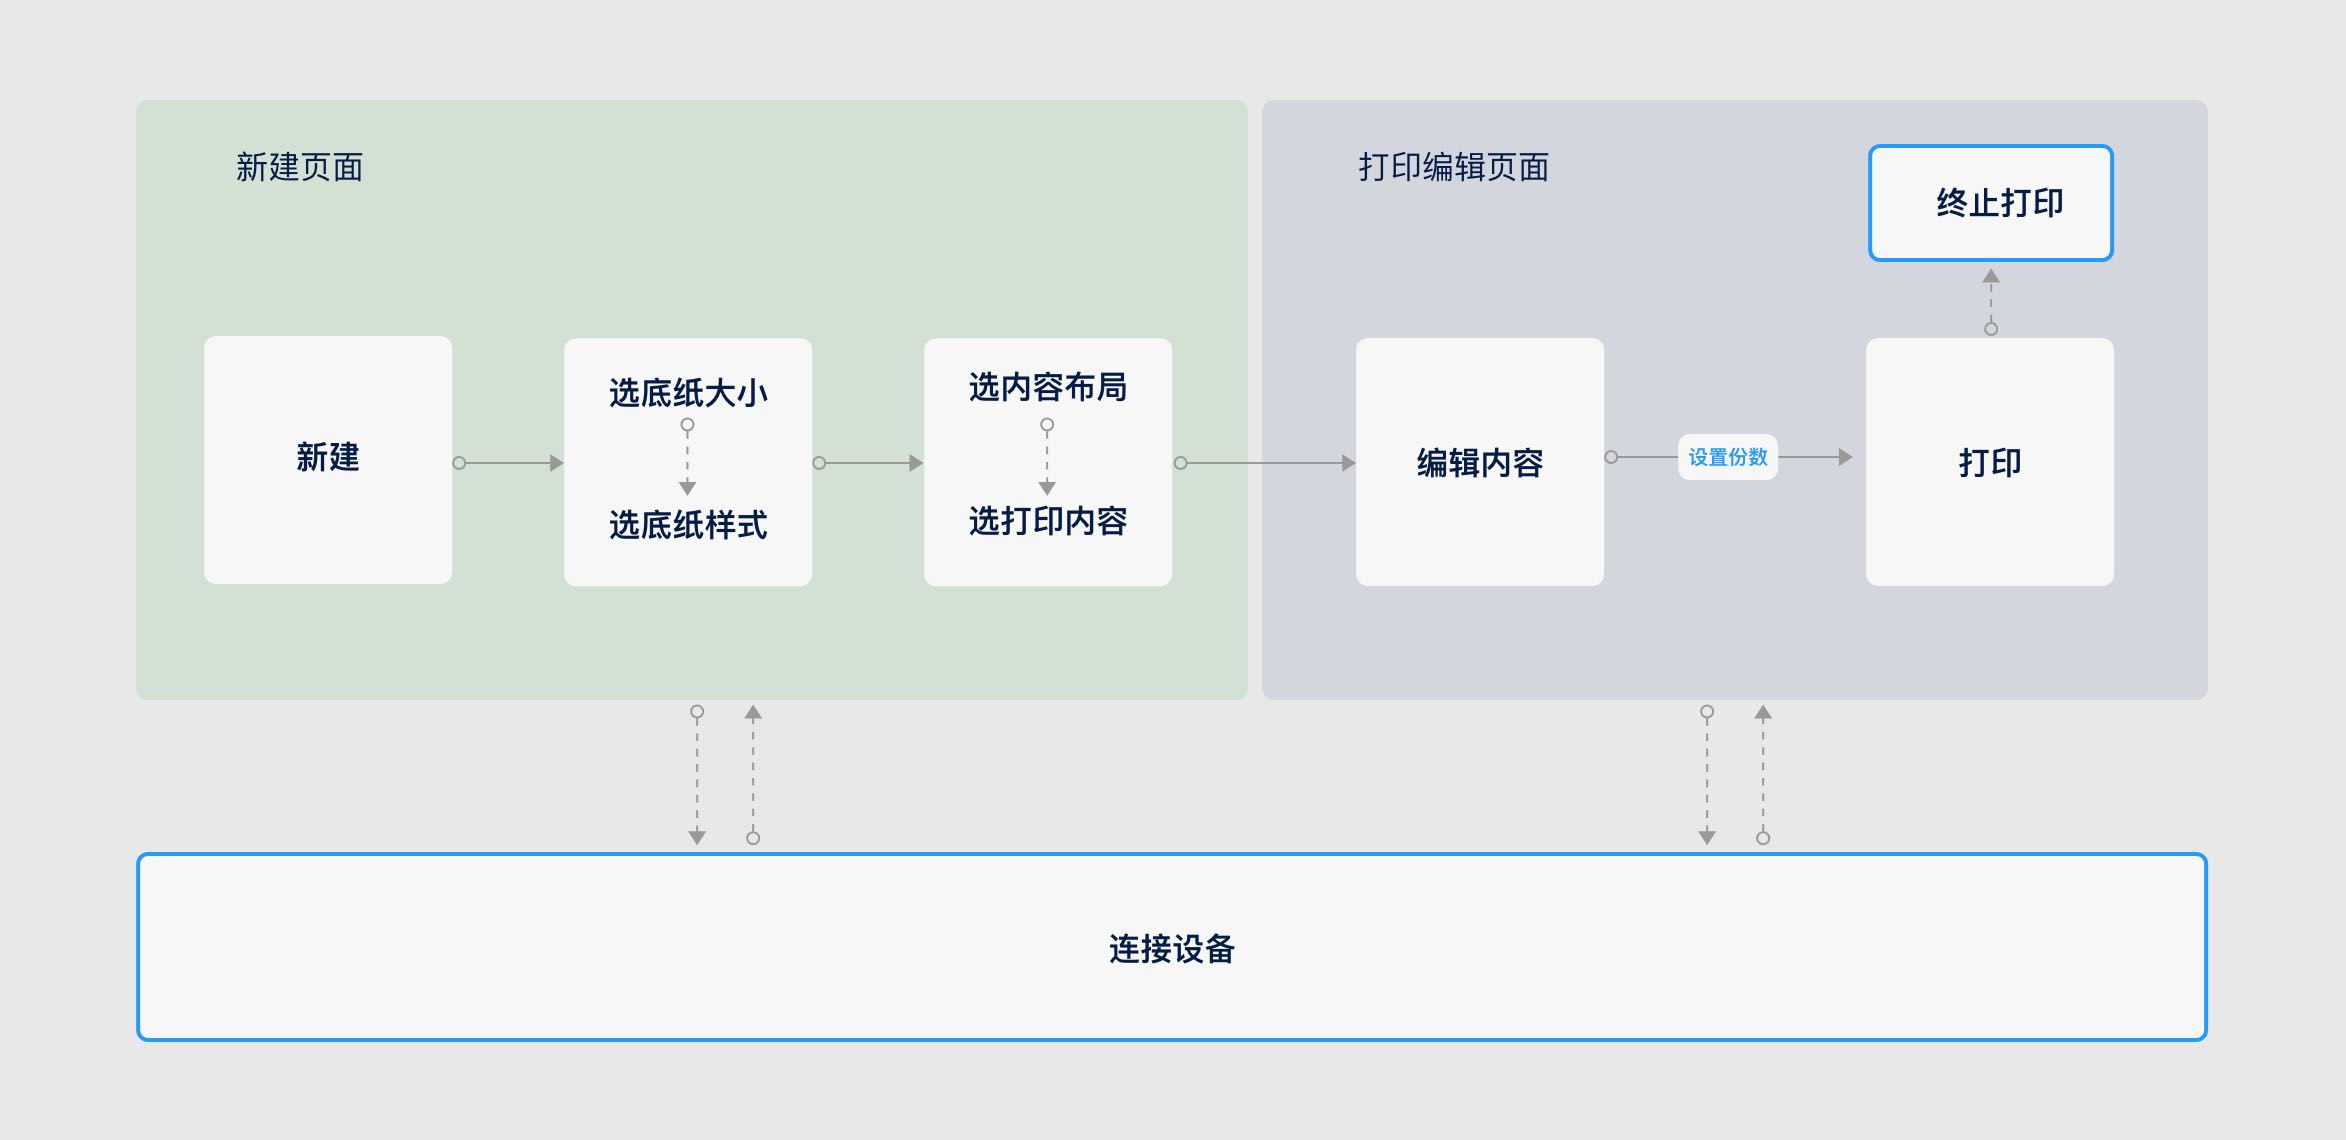 新建页面
新建
选底纸大小
选底纸样式
选内容布局
选打印内容
打印编辑页面
终止打印
编辑内容
设置份数
打印
连接设备